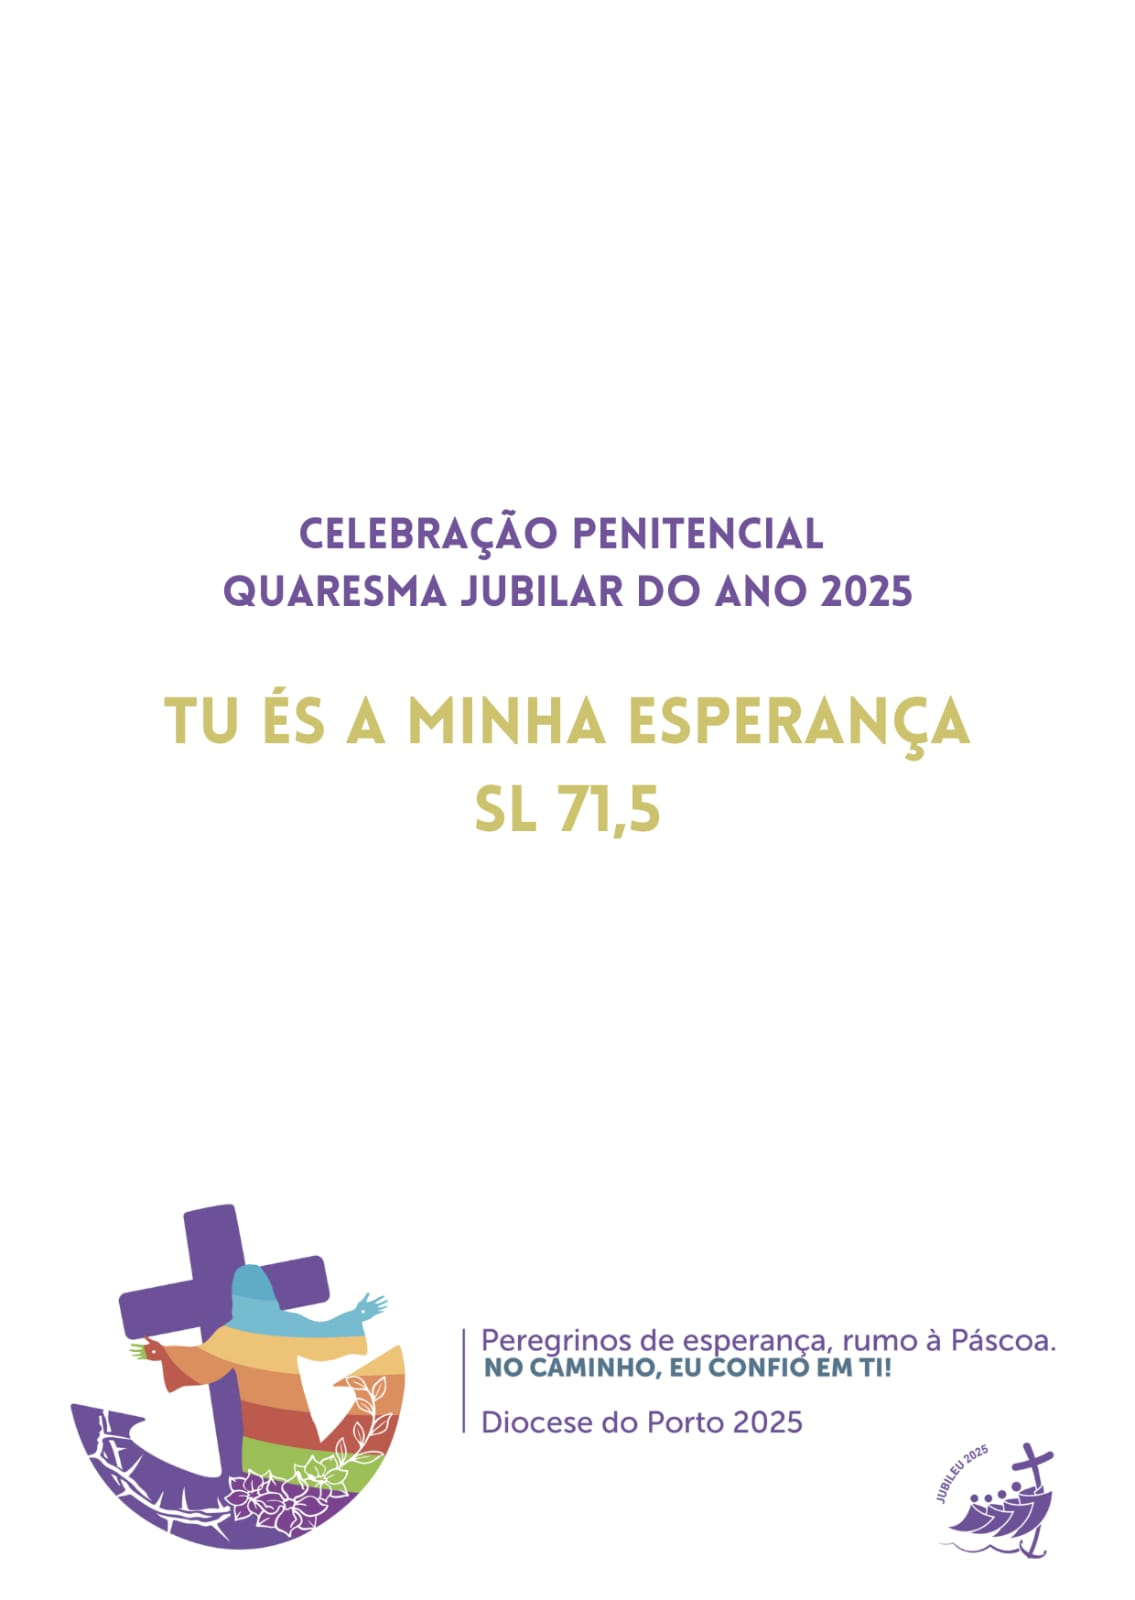 CELEBRAÇÃO PENITENCIAL
QUARESMA JUBILAR DO ANO 2025
TU ÉS A MINHA ESPERANÇA
SL 71,5
Peregrinos de esperança, rumo à Páscoa.
NO CAMINHO, EU CONFIO EM TI!
Diocese do Porto 2025
JUBILEU 2025